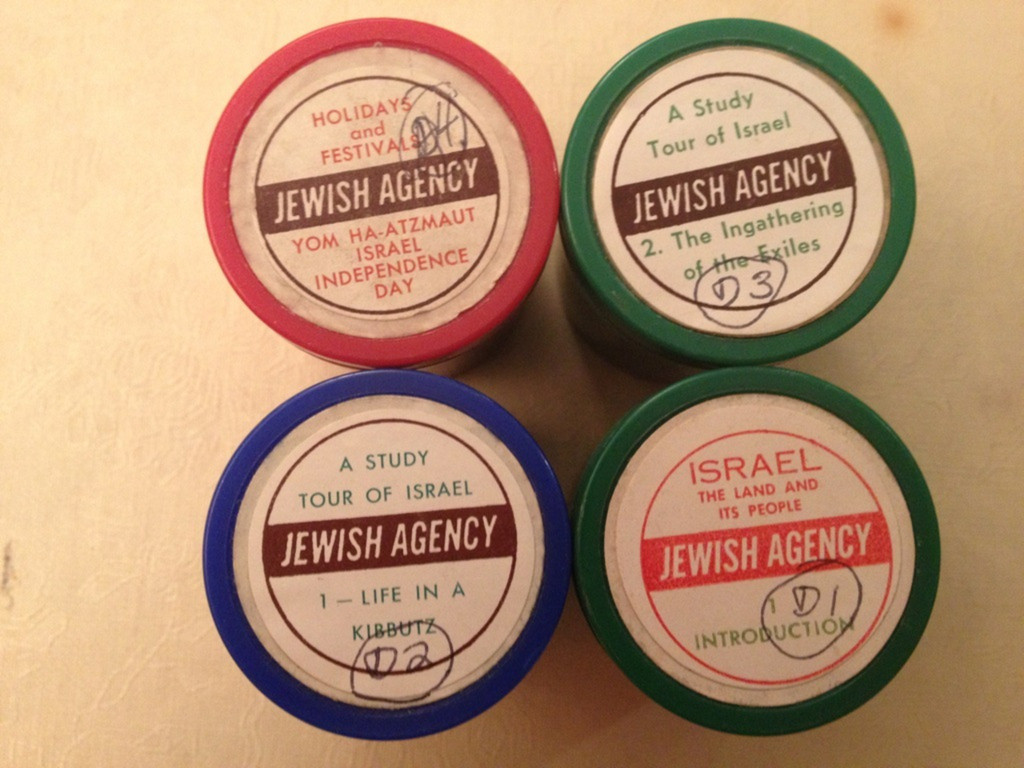 HOLIDAYS
and
FESTIVALS
D4
JEWISH AGENCY
YOM HA-ATZMAUT
ISRAEL
INDEPENDENCE
DAY
A Study
Tour of Israel
JEWISH AGENCY
2. The Ingathering
of the Exiles
D3
A STUDY
TOUR OF ISRAEL
JEWISH AGENCY
1 — LIFE IN A
KIBBUTZ
D2
ISRAEL
THE LAND AND
ITS PEOPLE
JEWISH AGENCY
1
D1
INTRODUCTION